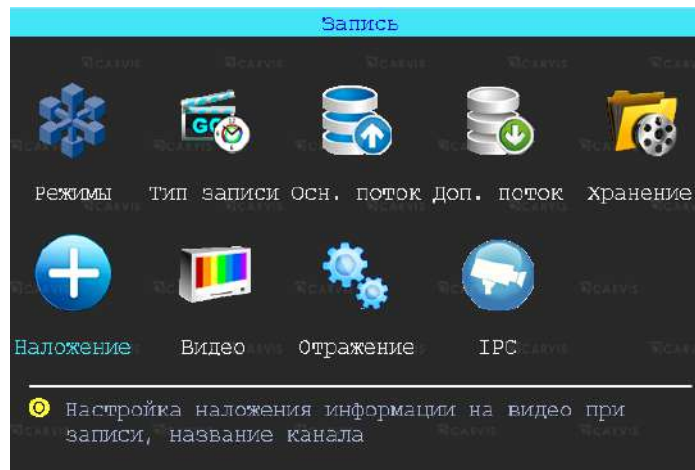 Запись
Режимы Тип записи Осн. поток Доп. поток Хранение
Наложение Видео Отражение IPC
Настройка наложения информации на видео при
записи, название канала
CARVIS